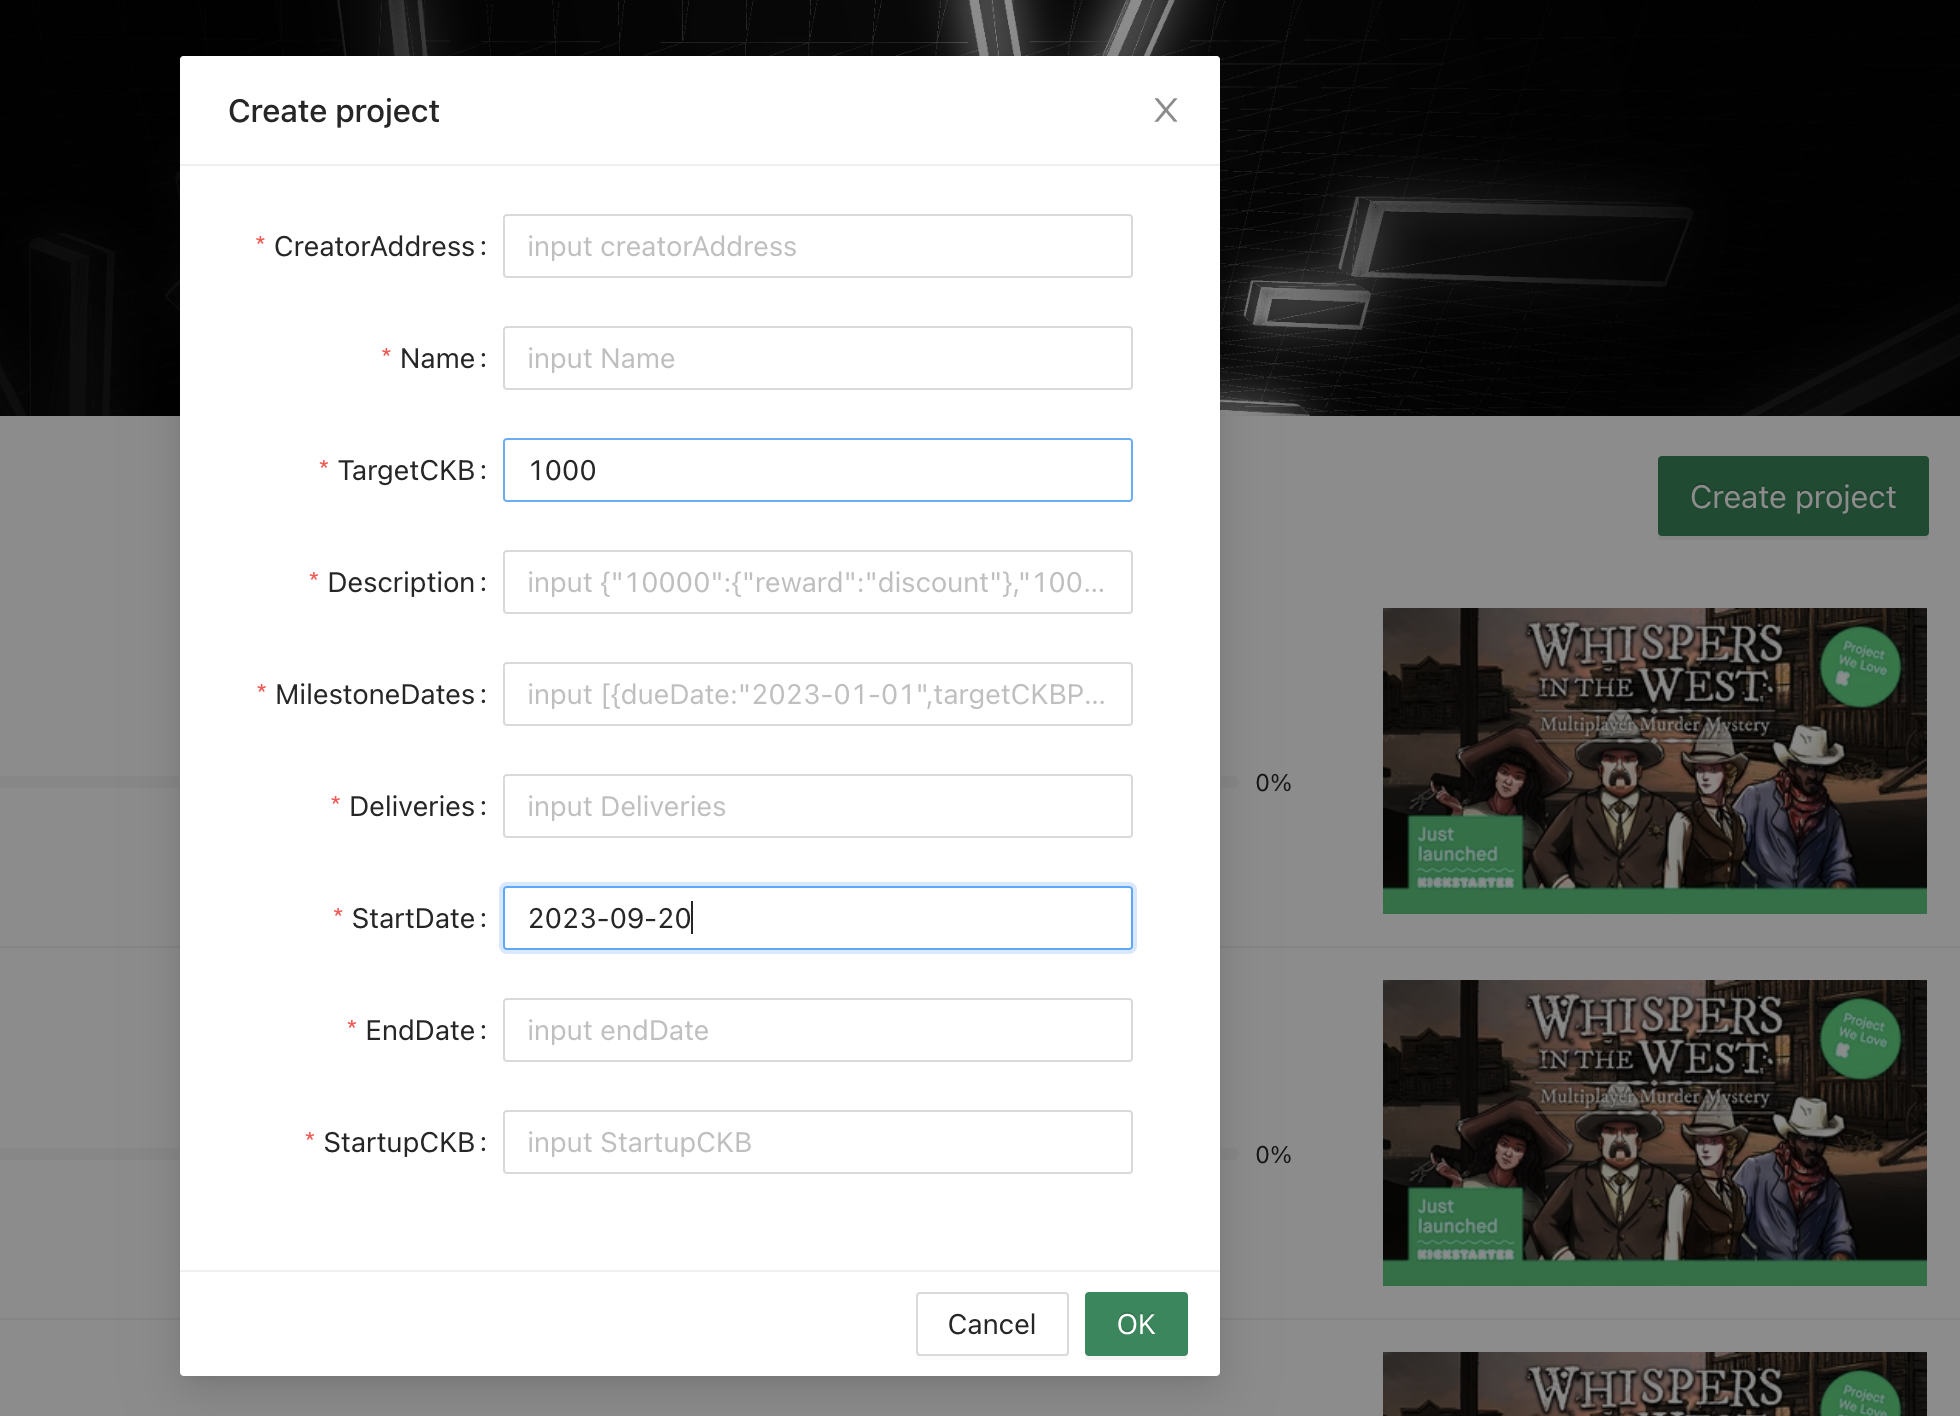 Create project
* CreatorAddress: input creatorAddress
* Name: input Name
* TargetCKB: 1000
* Description: input {"10000":{"reward":"discount"},"100...
* MilestoneDates: input [{dueDate:"2023-01-01",targetCKBP...
* Deliveries: input Deliveries
* StartDate: 2023-09-20
* EndDate: input endDate
* StartupCKB: input StartupCKB
Cancel OK
Create project
0%
WHISPERS
IN THE WEST
Multiplayer Murder Mystery
Project
We Love
K
Just
launched
KICKSTARTER
0%
WHISPERS
IN THE WEST
Multiplayer Murder Mystery
Project
We Love
K
Just
launched
KICKSTARTER
WHISPERS
Project
We Love